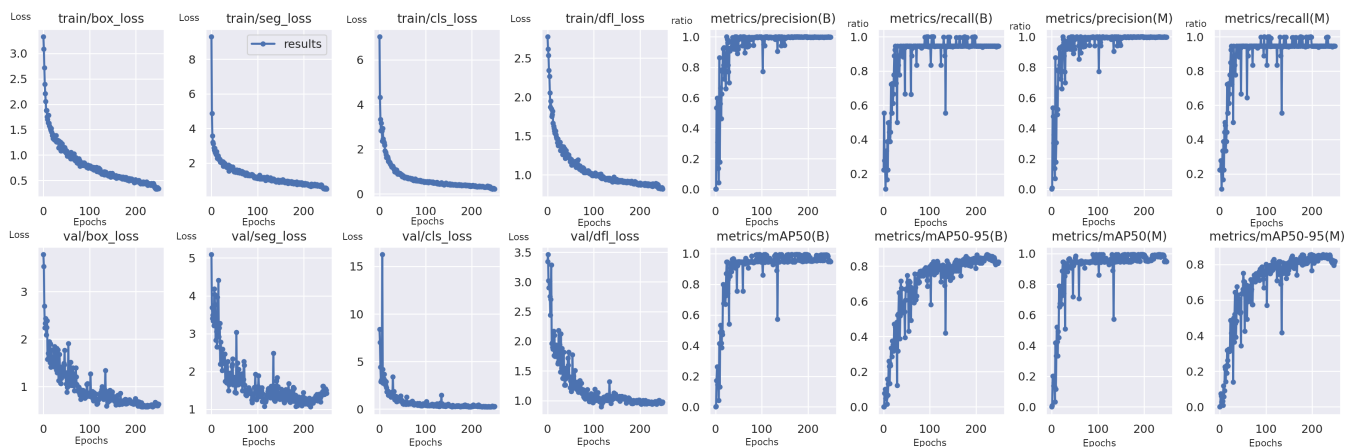 Loss train/box_loss Loss train/seg_loss Loss train/cls_loss Loss train/dfl_loss ratio metrics/precision(B) ratio metrics/recall(B) ratio metrics/precision(M) ratio metrics/recall(M)
results
3.0 2.5 2.0 1.5 1.0 0.5
8 6 4 2
6 4 2 0
2.5 2.0 1.5 1.0
1.0 0.8 0.6 0.4 0.2 0.0
1.0 0.8 0.6 0.4 0.2
1.0 0.8 0.6 0.4 0.2 0.0
1.0 0.8 0.6 0.4 0.2
0 100 200 0 100 200 0 100 200 0 100 200 0 100 200 0 100 200 0 100 200 0 100 200
Epochs Epochs Epochs Epochs Epochs Epochs Epochs Epochs
Loss val/box_loss Loss val/seg_loss Loss val/cls_loss Loss val/dfl_loss metrics/mAP50(B) metrics/mAP50-95(B) metrics/mAP50(M) metrics/mAP50-95(M)
3 2 1
5 4 3 2 1
15 10 5 0
3.5 3.0 2.5 2.0 1.5 1.0
1.0 0.8 0.6 0.4 0.2 0.0
0.8 0.6 0.4 0.2 0.0
1.0 0.8 0.6 0.4 0.2 0.0
0.8 0.6 0.4 0.2 0.0
0 100 200 0 100 200 0 100 200 0 100 200 0 100 200 0 100 200 0 100 200 0 100 200
Epochs Epochs Epochs Epochs Epochs Epochs Epochs Epochs